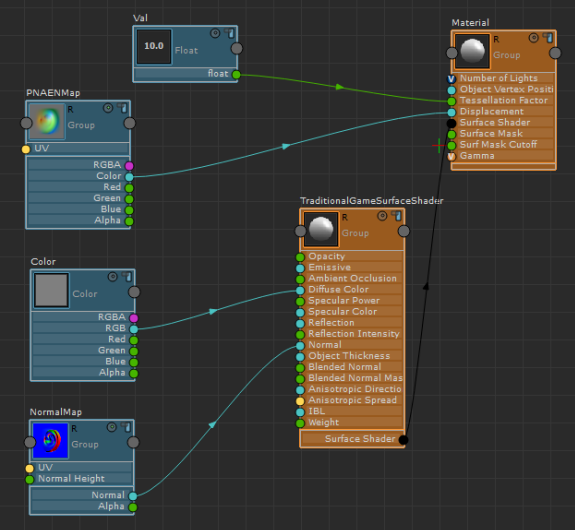 Val
10.0
R
Float
float
Material
R
Group
Number of Lights
Object Vertex Positi
Tessellation Factor
Displacement
Surface Shader
Surface Mask
Surf Mask Cutoff
Gamma
PNAENMap
R
Group
UV
RGBA
Color
Red
Green
Blue
Alpha
TraditionalGameSurfaceShader
R
Group
Opacity
Emissive
Ambient Occlusion
Diffuse Color
Specular Power
Specular Color
Reflection
Reflection Intensity
Normal
Object Thickness
Blended Normal
Blended Normal Mas
Anisotropic Directio
Anisotropic Spread
IBL
Weight
Surface Shader
Color
Color
RGBA
RGB
Red
Green
Blue
Alpha
NormalMap
R
Group
UV
Normal Height
Normal
Alpha